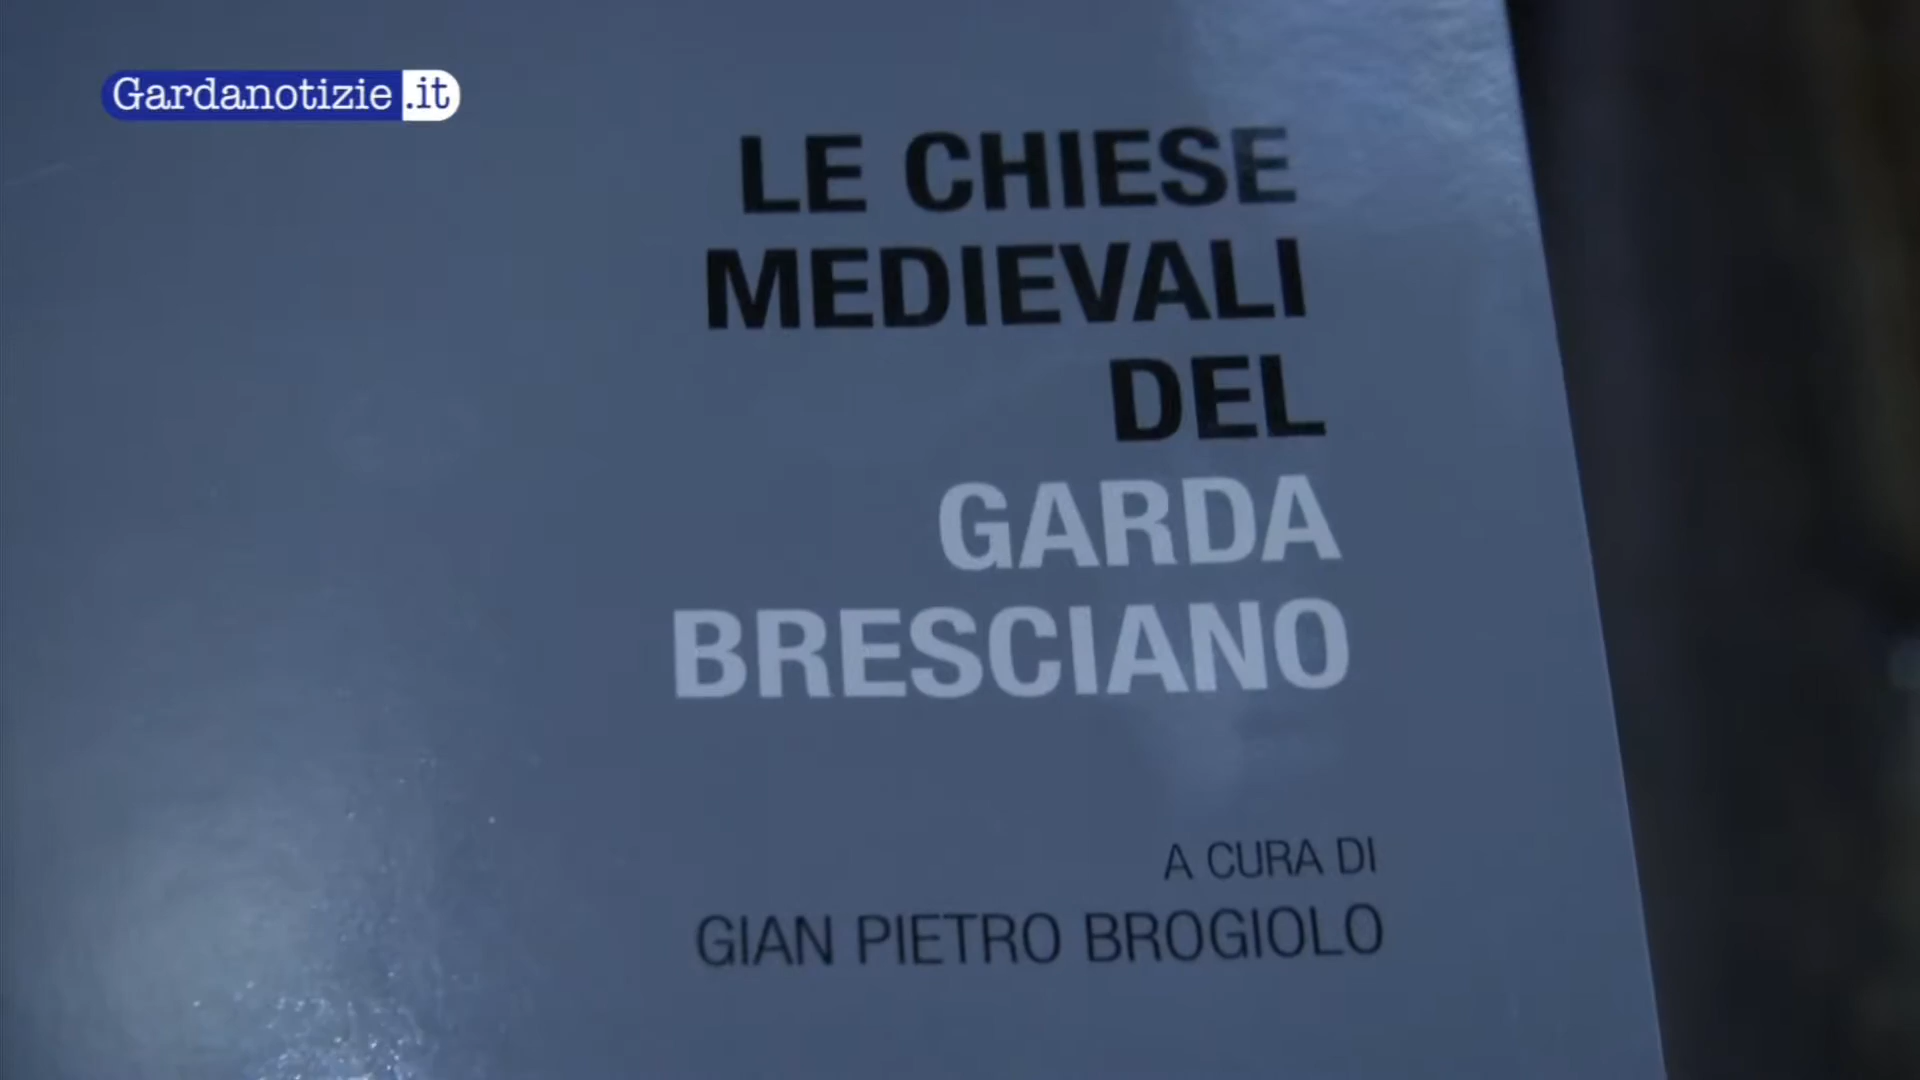 Gardanotizie.it
LE CHIESE
MEDIEVALI
DEL
GARDA
BRESCIANO
A CURA DI
GIAN PIETRO BROGIOLO